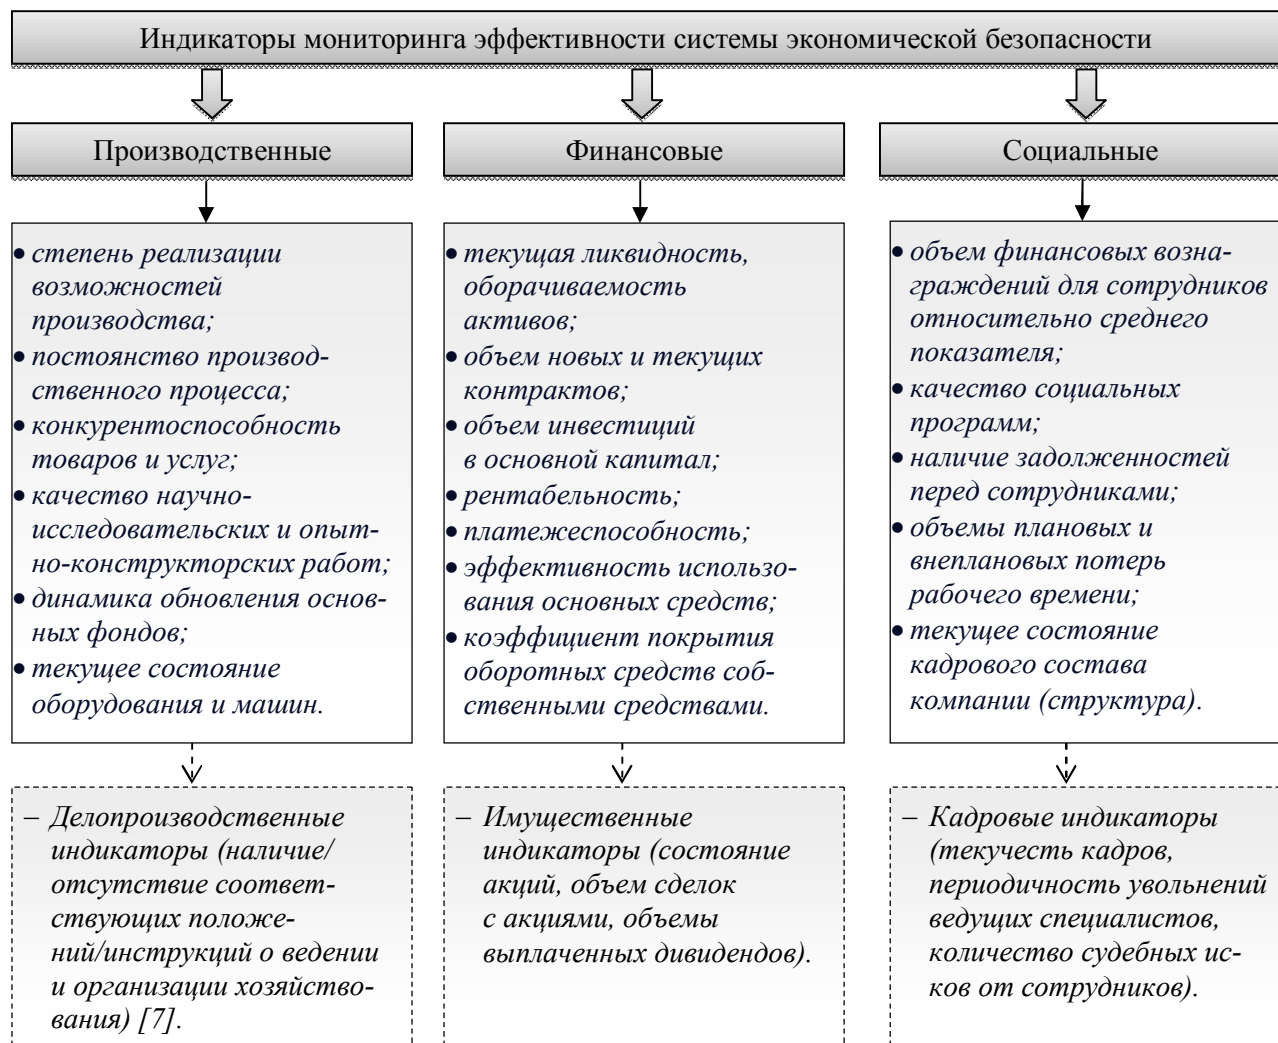 Индикаторы мониторинга эффективности системы экономической безопасности
Производственные
• степень реализации
возможностей
производства;
• постоянство производ-
ственного процесса;
• конкурентоспособность
товаров и услуг;
• качество научно-
исследовательских и опыт-
но-конструкторских работ;
• динамика обновления основ-
ных фондов;
• текущее состояние
оборудования и машин.
– Делопроизводственные
индикаторы (наличие/
отсутствие соответ-
ствующих положе-
ний/инструкций о ведении
и организации хозяйство-
вания) [7].
Финансовые
• текущая ликвидность,
оборачиваемость
активов;
• объем новых и текущих
контрактов;
• объем инвестиций
в основной капитал;
• рентабельность;
• платежеспособность;
• эффективность использо-
вания основных средств;
• коэффициент покрытия
оборотных средств соб-
ственными средствами.
– Имущественные
индикаторы (состояние
акций, объем сделок
с акциями, объемы
выплаченных дивидендов).
Социальные
• объем финансовых возна-
граждений для сотрудников
относительно среднего
показателя;
• качество социальных
программ;
• наличие задолженностей
перед сотрудниками;
• объемы плановых и
внеплановых потерь
рабочего времени;
• текущее состояние
кадрового состава
компании (структура).
– Кадровые индикаторы
(текучесть кадров,
периодичность увольнений
ведущих специалистов,
количество судебных ис-
ков от сотрудников).